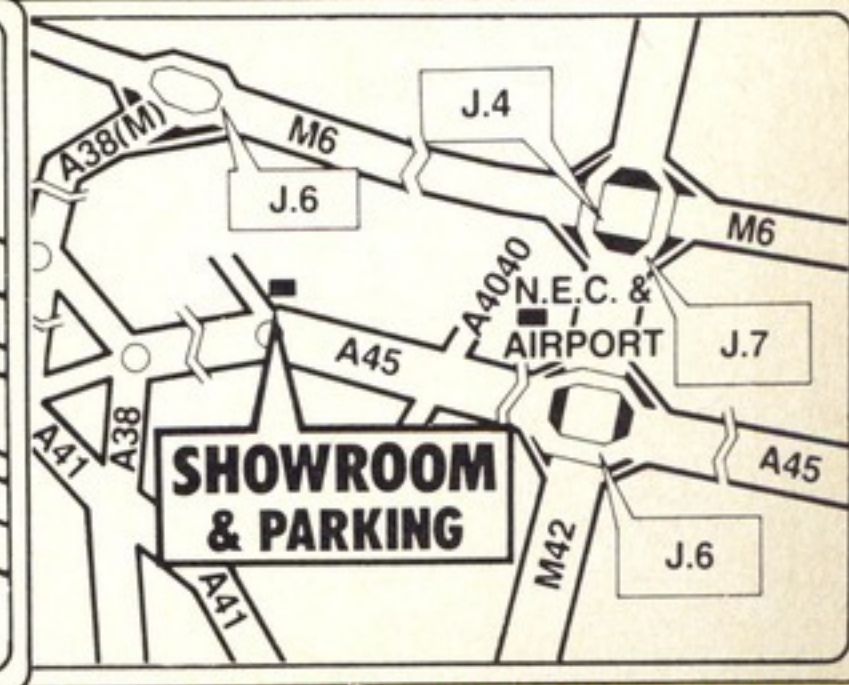 A38(M)
M6
J.4
J.6
M6
A4040
N.E.C. &
AIRPORT
J.7
A45
A41
A38
SHOWROOM
& PARKING
A45
M42
J.6
A41